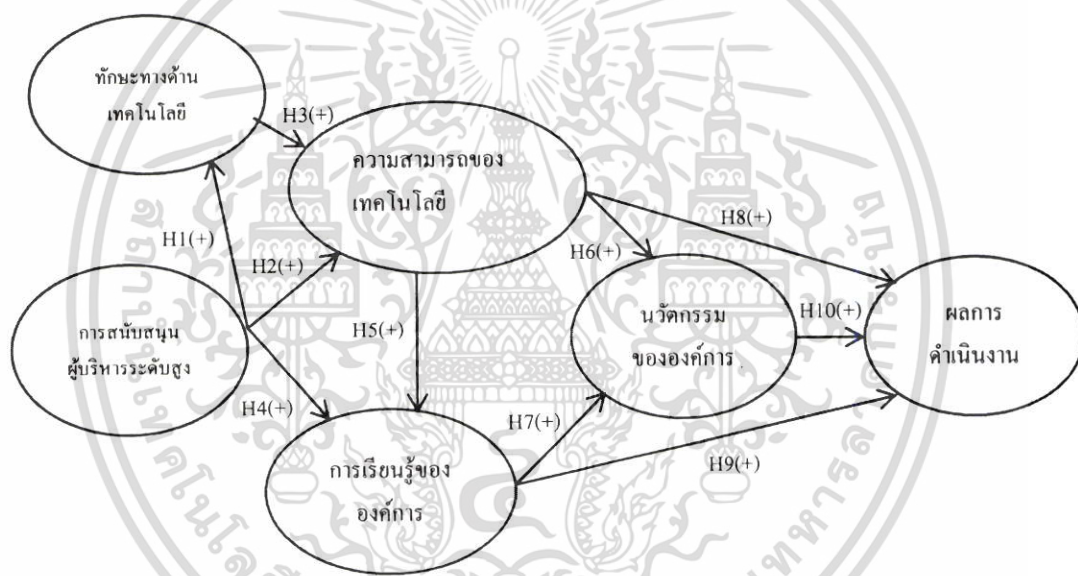 ทักษะทางด้าน
เทคโนโลยี
H3(+)
ความสามารถของ
เทคโนโลยี
H1(+)
H2(+)
H8(+)
H6(+)
การสนับสนุน
ผู้บริหารระดับสูง
H5(+)
นวัตกรรม
ขององค์การ
H10(+)
ผลการ
ดำเนินงาน
H4(+)
H7(+)
H9(+)
การเรียนรู้ของ
องค์การ